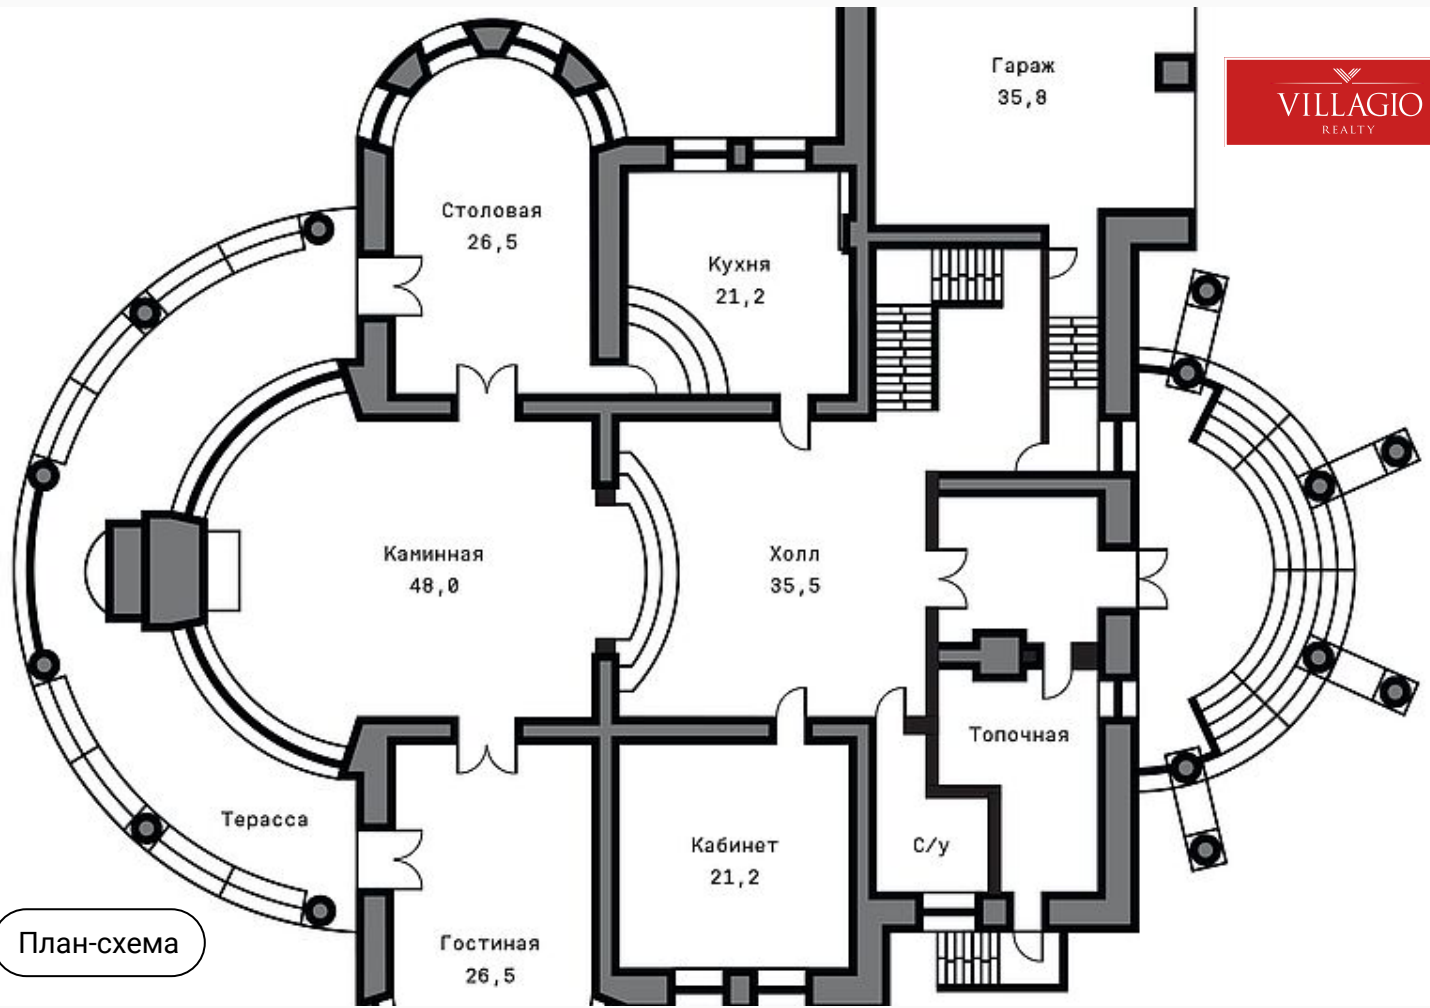 Гараж
35,8
VILLAGIO
REALTY
Столовая
26,5
Кухня
21,2
Каминная
48,0
Холл
35,5
Топочная
Терасса
Кабинет
21,2
С/у
Гостиная
26,5
План-схема